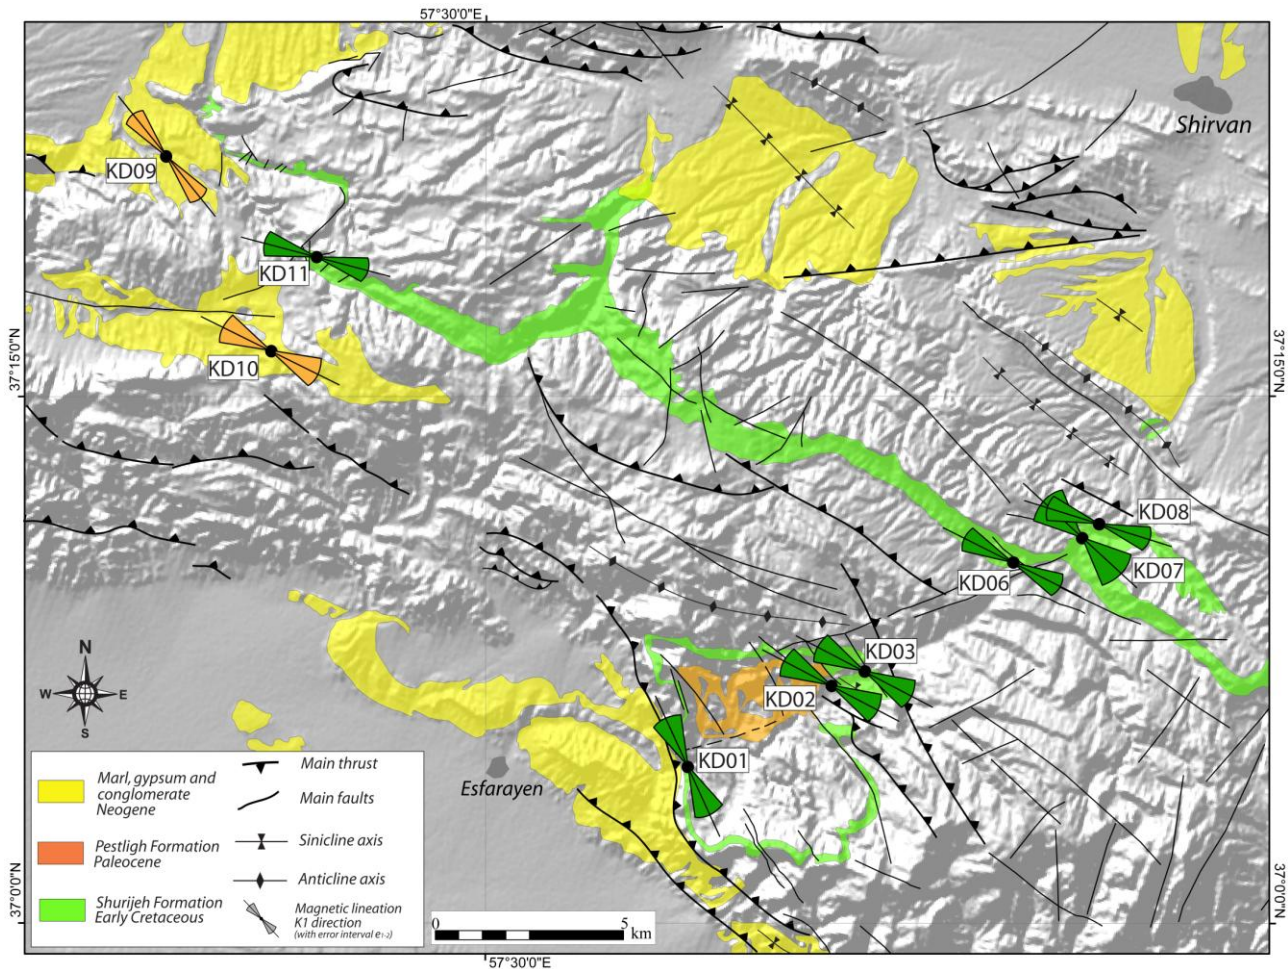 57°30'0"E
Shirvan
KD09
KD11
KD10
37°15'0"N
37°15'0"N
KD08
KD07
KD06
KD03
KD02
KD01
N
W
E
S
Esfarayen
37°0'0"N
37°0'0"N
Marl, gypsum and
conglomerate
Neogene
Pestligh Formation
Paleocene
Shurijeh Formation
Early Cretaceous
Main thrust
Main faults
Sinicline axis
Anticline axis
Magnetic lineation
K1 direction
(with error interval e1-2)
0 5
km
57°30'0"E